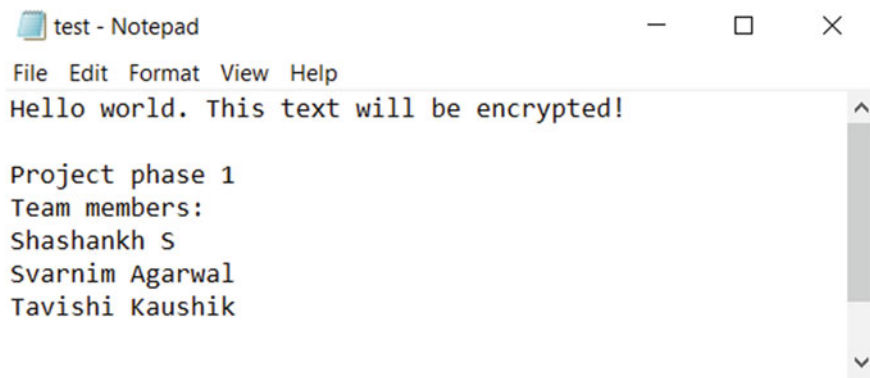 test - Notepad
File Edit Format View Help
Hello world. This text will be encrypted!
Project phase 1
Team members:
Shashankh S
Svarnim Agarwal
Tavishi Kaushik